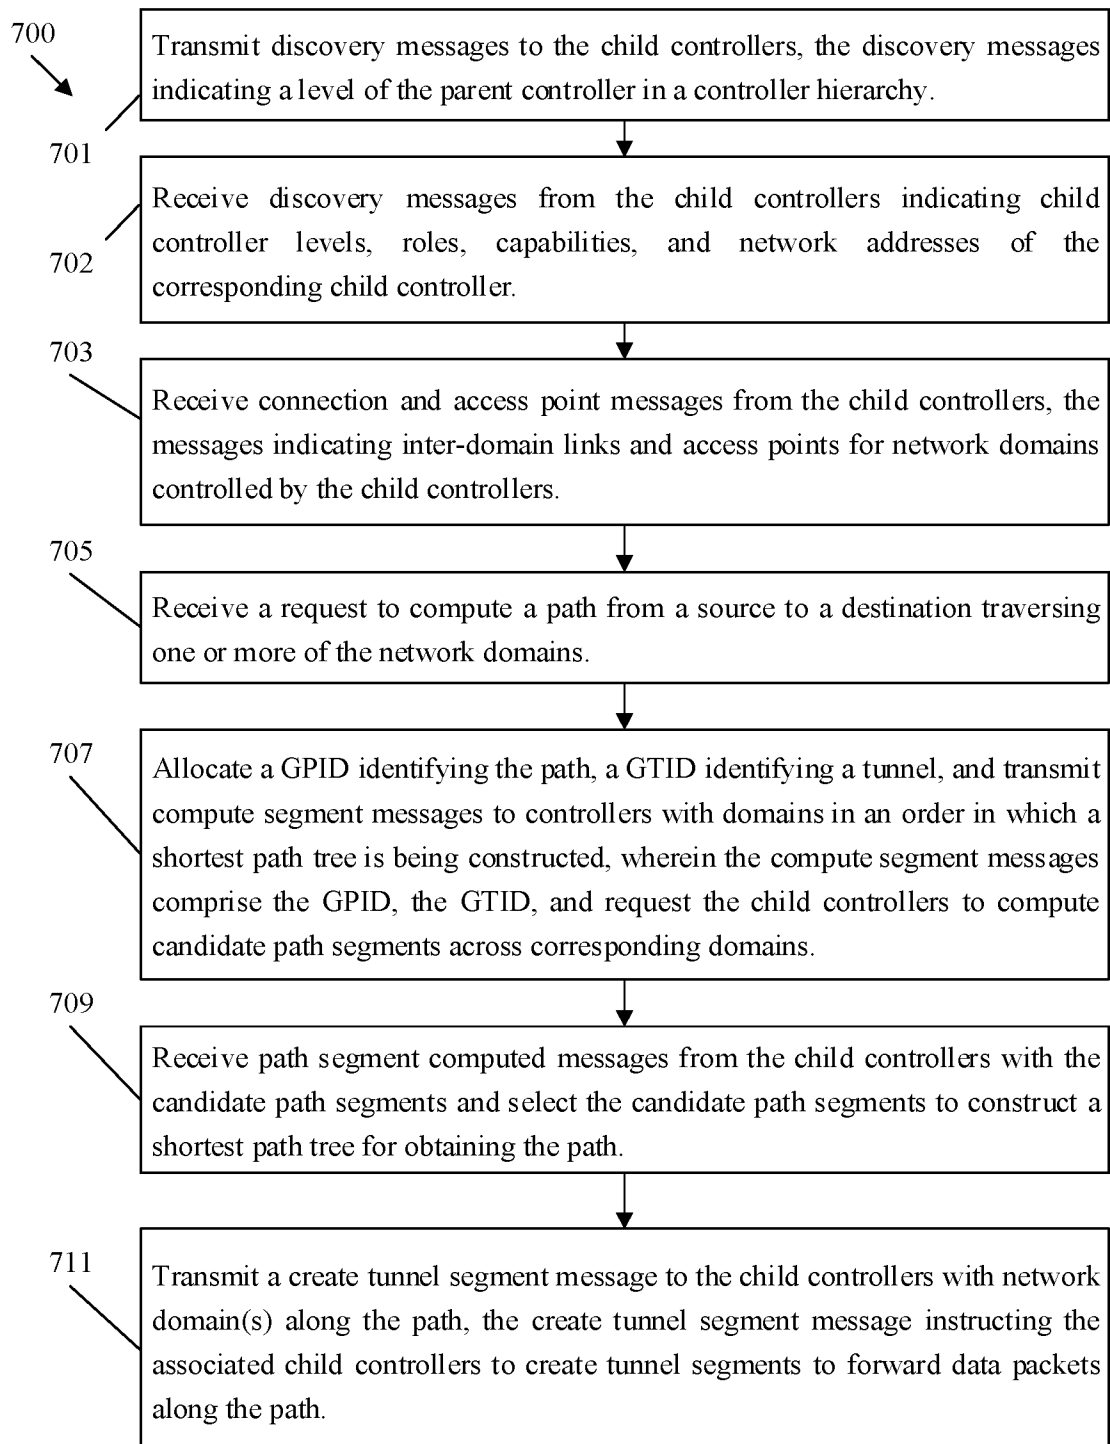 700
Transmit discovery messages to the child controllers, the discovery messages
indicating a level of the parent controller in a controller hierarchy.
701
Receive discovery messages from the child controllers indicating child
controller levels, roles, capabilities, and network addresses of the
corresponding child controller.
702
703
Receive connection and access point messages from the child controllers, the
messages indicating inter-domain links and access points for network domains
controlled by the child controllers.
705
Receive a request to compute a path from a source to a destination traversing
one or more of the network domains.
707
Allocate a GPID identifying the path, a GTID identifying a tunnel, and transmit
compute segment messages to controllers with domains in an order in which a
shortest path tree is being constructed, wherein the compute segment messages
comprise the GPID, the GTID, and request the child controllers to compute
candidate path segments across corresponding domains.
709
Receive path segment computed messages from the child controllers with the
candidate path segments and select the candidate path segments to construct a
shortest path tree for obtaining the path.
711
Transmit a create tunnel segment message to the child controllers with network
domain(s) along the path, the create tunnel segment message instructing the
associated child controllers to create tunnel segments to forward data packets
along the path.